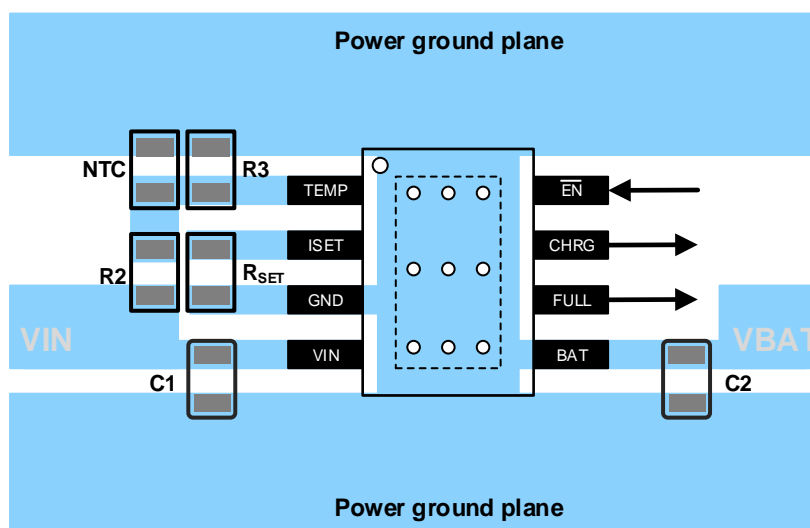 Power ground plane
NTC
R3
TEMP
EN
ISET
CHRG
R2
RSET
GND
FULL
VIN
VBAT
VIN
BAT
C1
C2
Power ground plane